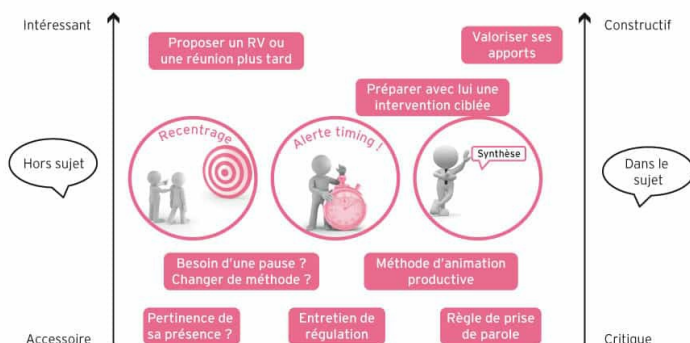 Intéressant
Constructif
Proposer un RV ou
une réunion plus tard
Valoriser ses
apports
Préparer avec lui une
intervention ciblée
Recentrage
Alerte timing !
Synthèse
Hors sujet
Dans le
sujet
Besoin d'une pause ?
Changer de méthode ?
Méthode d'animation
productive
Pertinence de
sa présence ?
Entretien de
régulation
Règle de prise
de parole
Accessoire
Critique